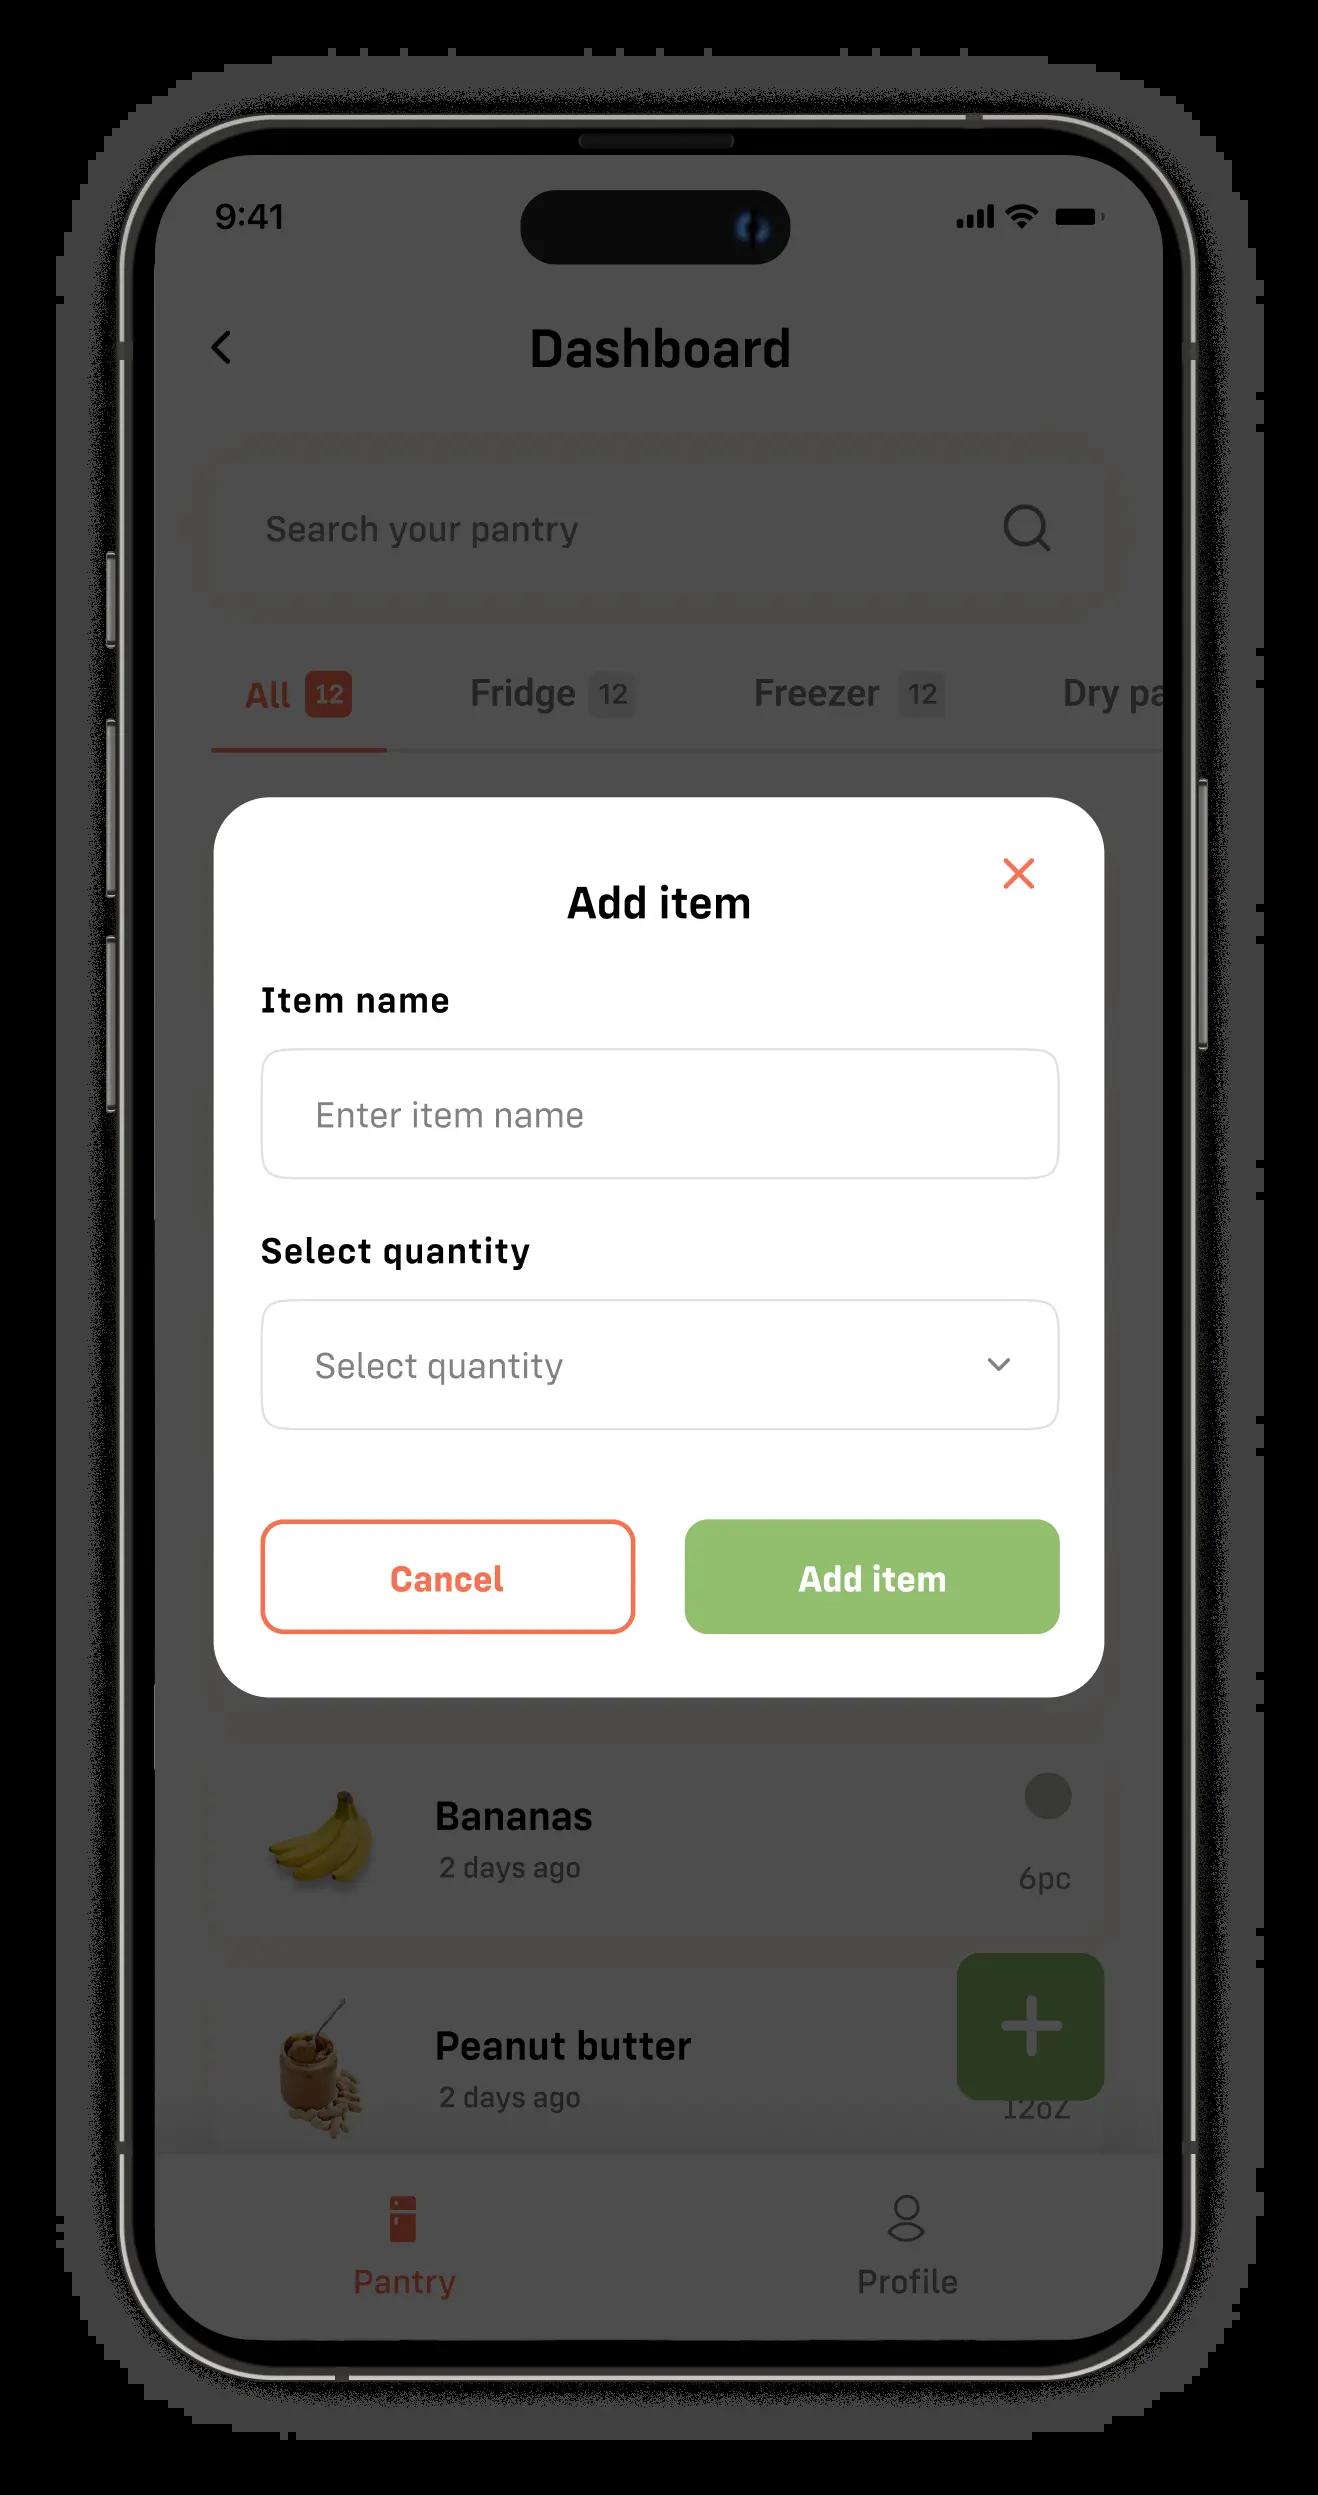 9:41
Dashboard
Search your pantry
All 12 Fridge 12 Freezer 12 Dry pa
Add item
Item name
Enter item name
Select quantity
Select quantity
Cancel Add item
Bananas
2 days ago
6pc
Peanut butter
2 days ago
12oz
Pantry Profile